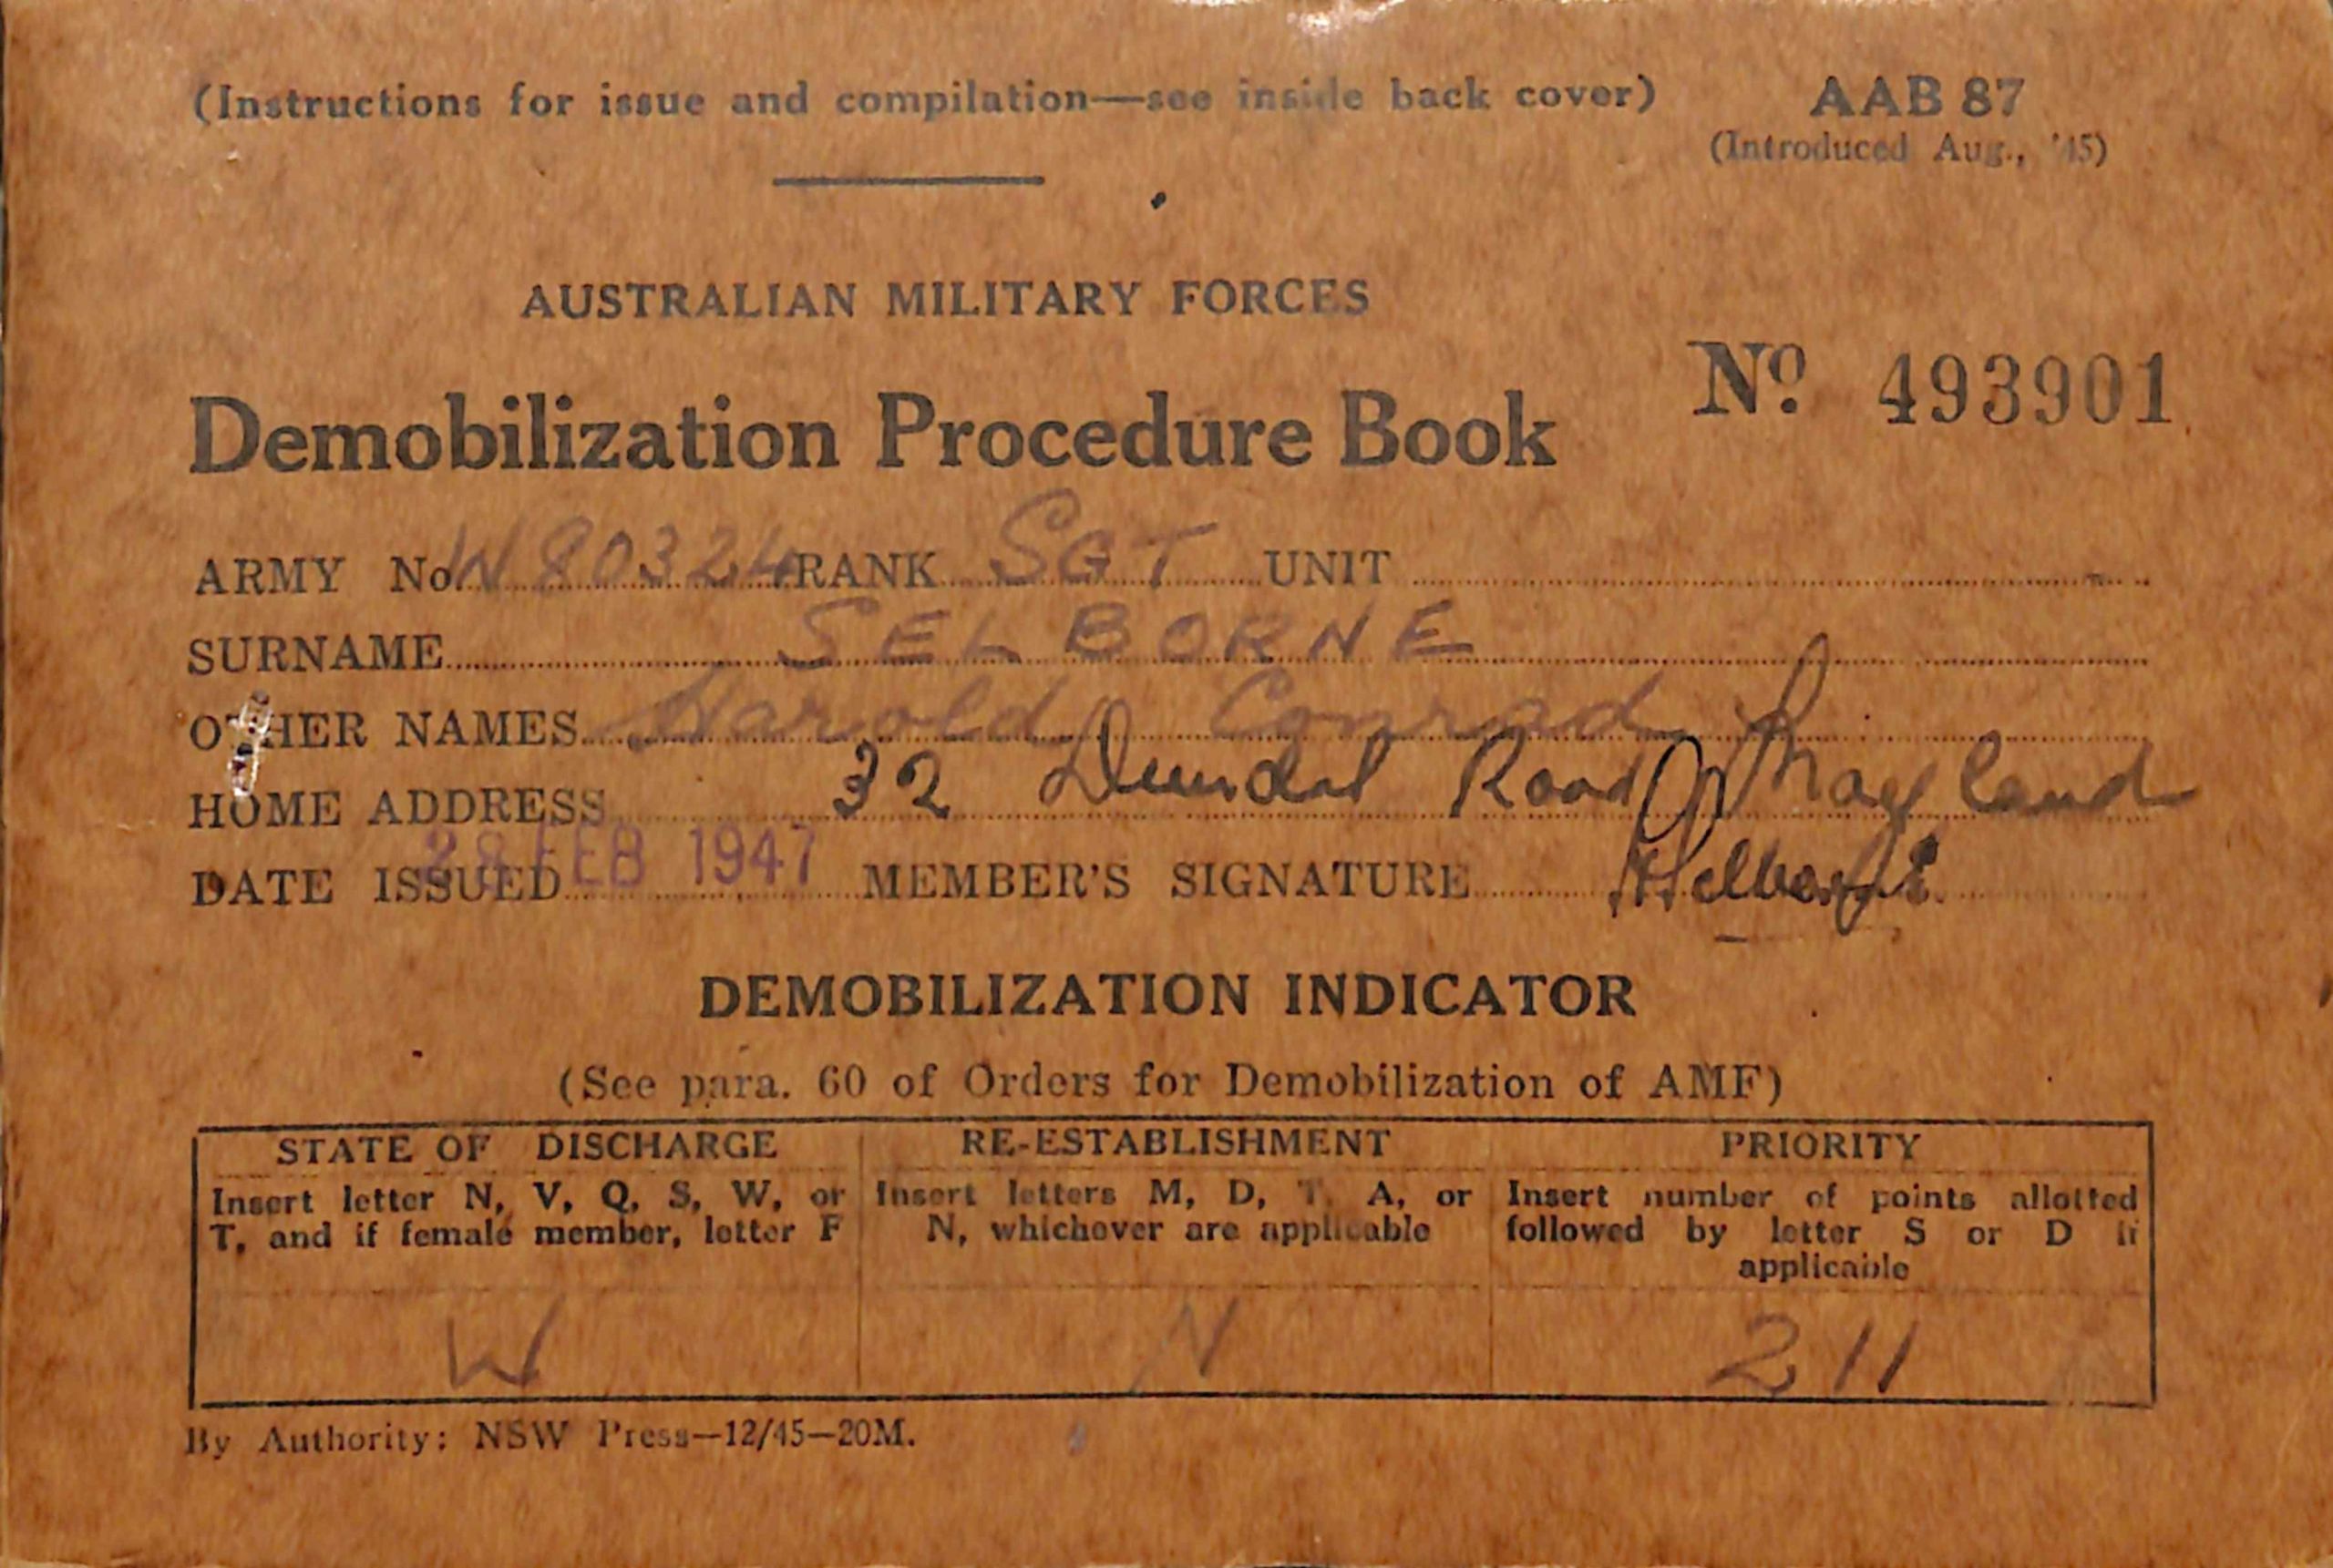 (Instructions for issue and compilation—see inside back cover) AAB 87
(Introduced Aug., '45)
AUSTRALIAN MILITARY FORCES
No. 493901
Demobilization Procedure Book
ARMY No. W80324 RANK SGT UNIT
SURNAME SELBORNE
OTHER NAMES Harold Conrad
HOME ADDRESS 32 Road Mayland
DATE ISSUED 28 FEB 1947 MEMBER'S SIGNATURE
DEMOBILIZATION INDICATOR
(See para. 60 of Orders for Demobilization of AMF)
STATE OF DISCHARGE RE-ESTABLISHMENT PRIORITY
Insert letter N, V, Q, S, W, or Insert letters M, D, T, A, or Insert number of points allotted
T, and if female member, letter F N, whichever are applicable followed by letter S or D if
applicable
W N 211
By Authority: NSW Press—12/45—20M.